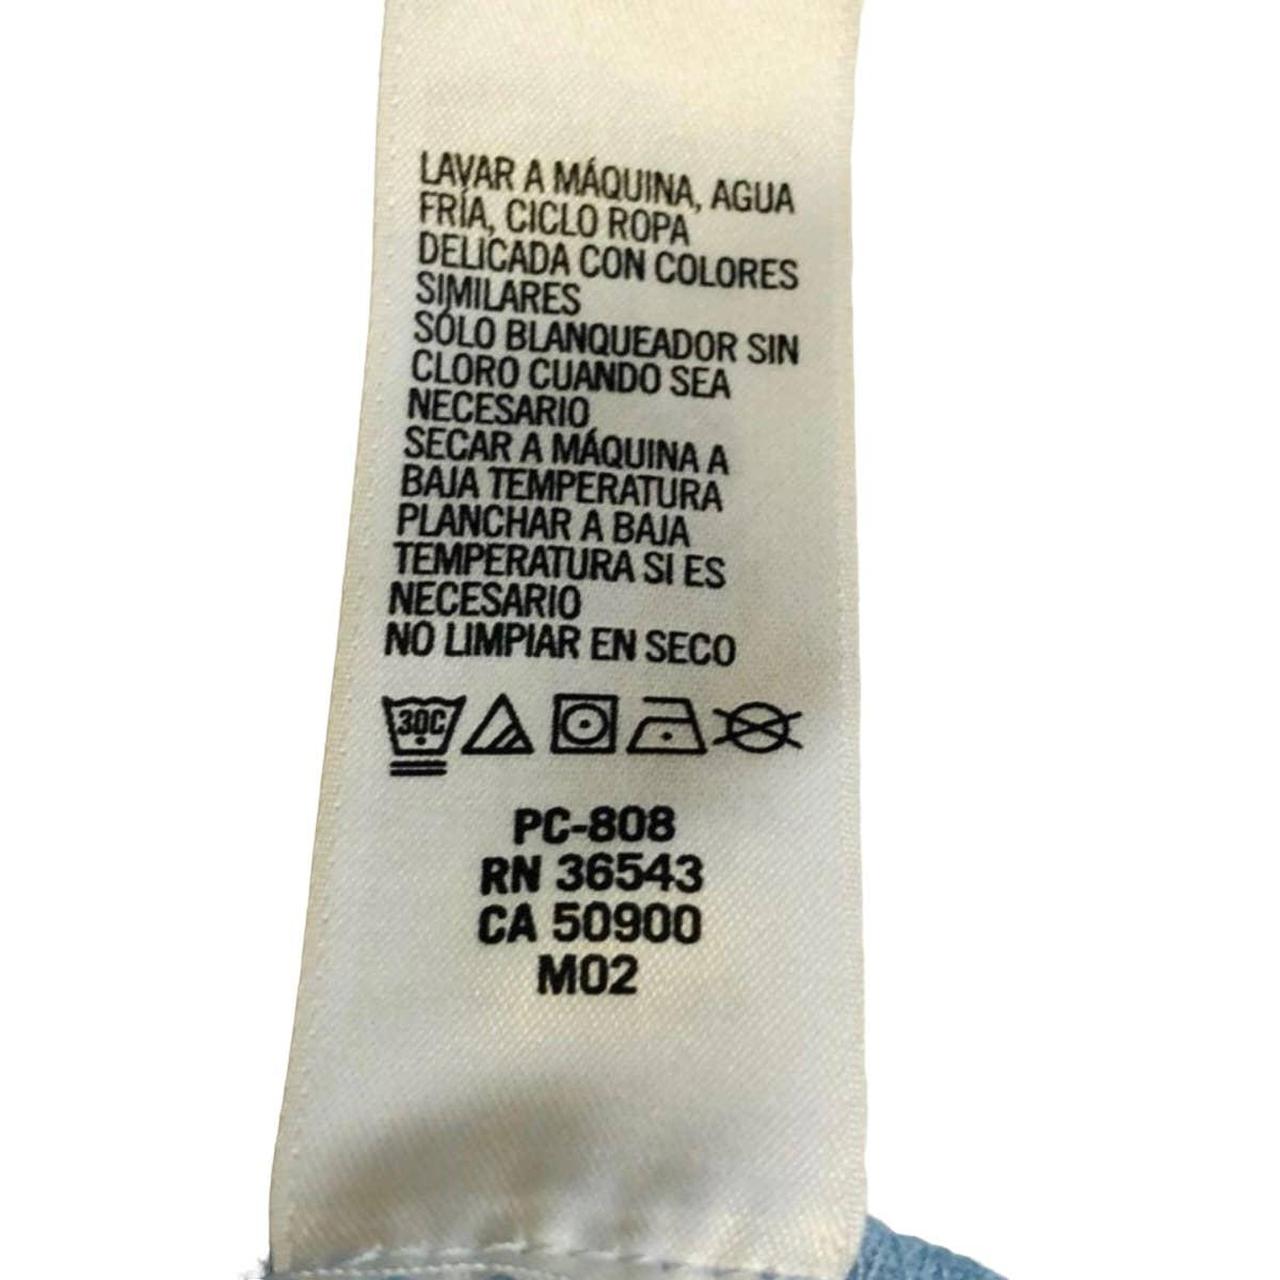 LAVAR A MÁQUINA, AGUA
FRÍA, CICLO ROPA
DELICADA CON COLORES
SIMILARES
SÓLO BLANQUEADOR SIN
CLORO CUANDO SEA
NECESARIO
SECAR A MÁQUINA A
BAJA TEMPERATURA
PLANCHAR A BAJA
TEMPERATURA SI ES
NECESARIO
NO LIMPIAR EN SECO
30C
PC-808
RN 36543
CA 50900
M02